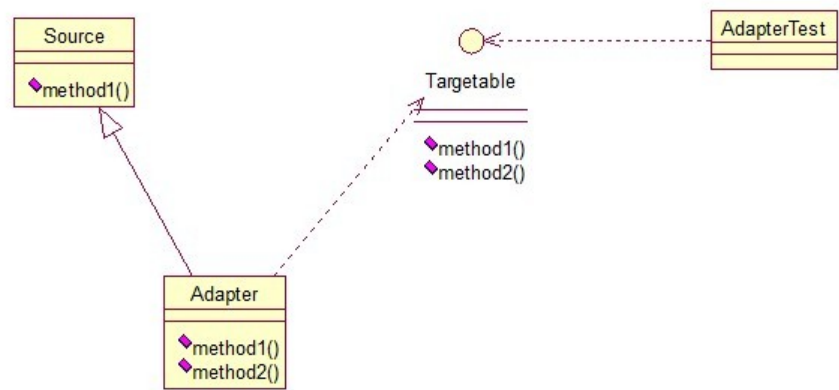 Source
method1()
AdapterTest
Targetable
method1()
method2()
Adapter
method1()
method2()